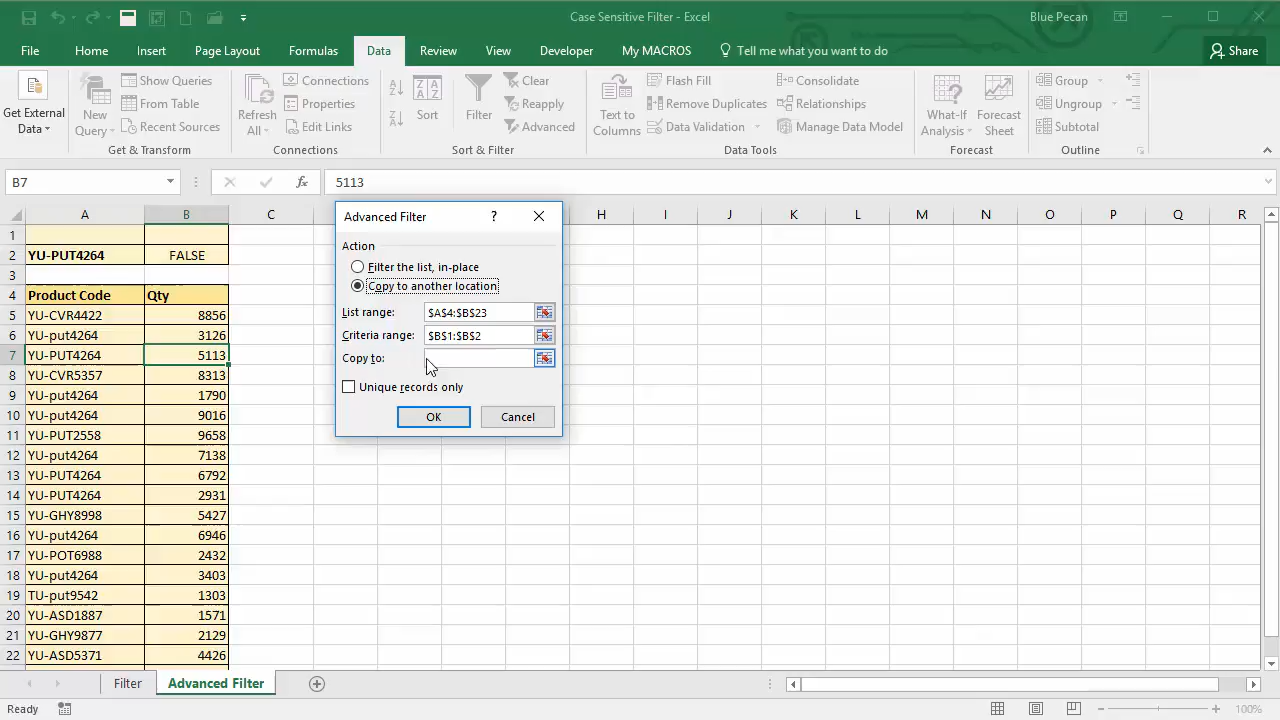 Case Sensitive Filter - Excel
Blue Pecan
File Home Insert Page Layout Formulas Data Review View Developer My MACROS Tell me what you want to do Share
Get External Data
New Query
Show Queries
From Table
Recent Sources
Get & Transform
Refresh All
Connections
Properties
Edit Links
Connections
Sort
Filter
Clear
Reapply
Advanced
Sort & Filter
Text to Columns
Flash Fill
Remove Duplicates
Data Validation
Consolidate
Relationships
Manage Data Model
Data Tools
What-If Analysis
Forecast Sheet
Forecast
Group
Ungroup
Subtotal
Outline
B7 fx 5113
A B C H I J K L M N O P Q R
1
2 YU-PUT4264 FALSE
3
4 Product Code Qty
5 YU-CVR4422 8856
6 YU-put4264 3126
7 YU-PUT4264 5113
8 YU-CVR5357 8313
9 YU-put4264 1790
10 YU-put4264 9016
11 YU-PUT2558 9658
12 YU-put4264 7138
13 YU-PUT4264 6792
14 YU-PUT4264 2931
15 YU-GHY8998 5427
16 YU-put4264 6946
17 YU-POT6988 2432
18 YU-put4264 3403
19 TU-put9542 1303
20 YU-ASD1887 1571
21 YU-GHY9877 2129
22 YU-ASD5371 4426
Advanced Filter ?
Action
Filter the list, in-place
Copy to another location
List range: $A$4:$B$23
Criteria range: $B$1:$B$2
Copy to:
Unique records only
OK Cancel
Filter Advanced Filter
Ready 100%